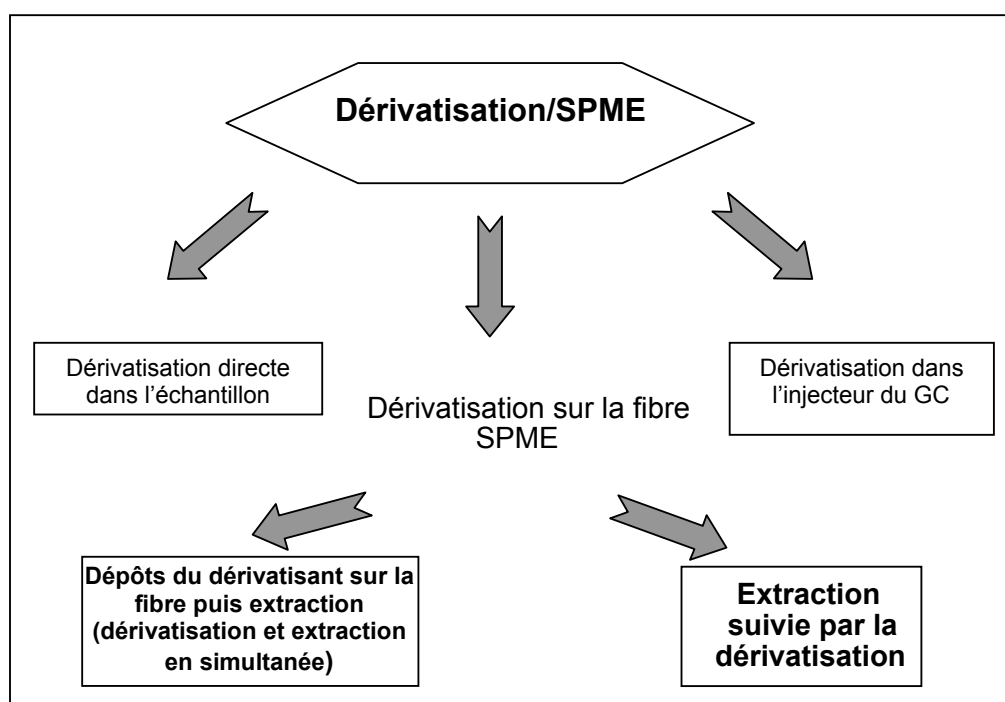 Dérivatisation/SPME
Dérivatisation directe
dans l'échantillon
Dérivatisation sur la fibre
SPME
Dérivatisation dans
l'injecteur du GC
Dépôts du dérivatisant sur la
fibre puis extraction
(dérivatisation et extraction
en simultanée)
Extraction
suivie par la
dérivatisation